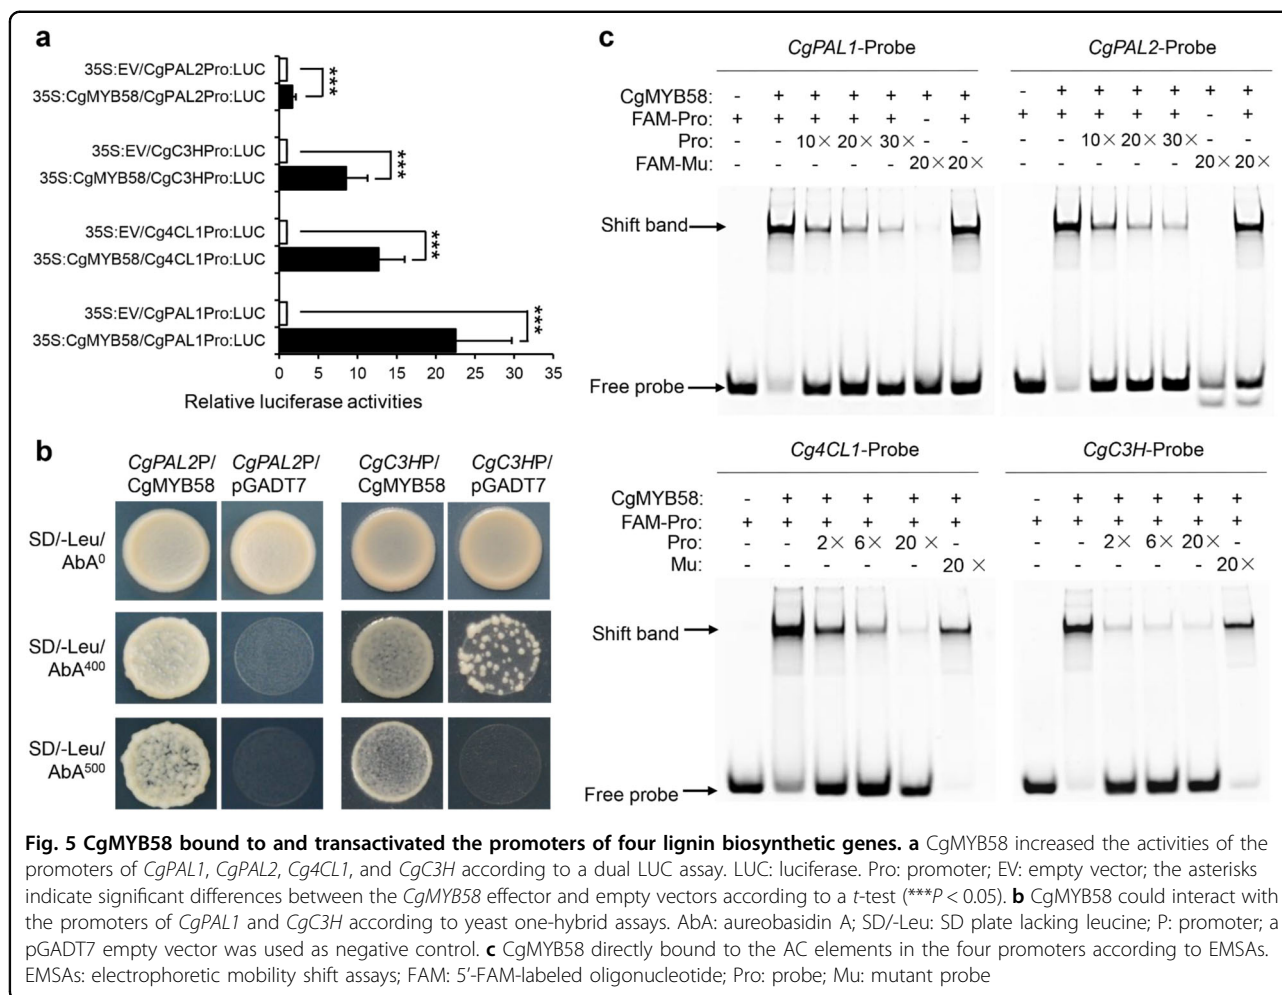 a
35S:EV/CgPAL2Pro:LUC
***
35S:CgMYB58/CgPAL2Pro:LUC
35S:EV/CgC3HPro:LUC
***
35S:CgMYB58/CgC3HPro:LUC
35S:EV/Cg4CL1Pro:LUC
***
35S:CgMYB58/Cg4CL1Pro:LUC
35S:EV/CgPAL1Pro:LUC
***
35S:CgMYB58/CgPAL1Pro:LUC
0 5 10 15 20 25 30 35
Relative luciferase activities
b
CgPAL2P/ CgPAL2P/ CgC3HP/ CgC3HP/
CgMYB58 pGADT7 CgMYB58 pGADT7
SD/-Leu/
AbA⁰
SD/-Leu/
AbA⁴⁰⁰
SD/-Leu/
AbA⁵⁰⁰
c
CgPAL1-Probe CgPAL2-Probe
CgMYB58: - + + + + + + - + + + + + +
FAM-Pro: + + + + + - + + + + + + - +
Pro: - - 10× 20× 30× - - - - 10× 20× 30× - -
FAM-Mu: - - - - - 20× 20× - - - - - 20× 20×
Shift band
Free probe
Cg4CL1-Probe CgC3H-Probe
CgMYB58: - + + + + + - + + + + +
FAM-Pro: + + + + + + + + + + + +
Pro: - - 2× 6× 20× - - - 2× 6× 20× -
Mu: - - - - - 20× - - - - - 20×
Shift band
Free probe
Fig. 5 CgMYB58 bound to and transactivated the promoters of four lignin biosynthetic genes. a CgMYB58 increased the activities of the
promoters of CgPAL1, CgPAL2, Cg4CL1, and CgC3H according to a dual LUC assay. LUC: luciferase. Pro: promoter; EV: empty vector; the asterisks
indicate significant differences between the CgMYB58 effector and empty vectors according to a t-test (***P < 0.05). b CgMYB58 could interact with
the promoters of CgPAL1 and CgC3H according to yeast one-hybrid assays. AbA: aureobasidin A; SD/-Leu: SD plate lacking leucine; P: promoter; a
pGADT7 empty vector was used as negative control. c CgMYB58 directly bound to the AC elements in the four promoters according to EMSAs.
EMSAs: electrophoretic mobility shift assays; FAM: 5′-FAM-labeled oligonucleotide; Pro: probe; Mu: mutant probe